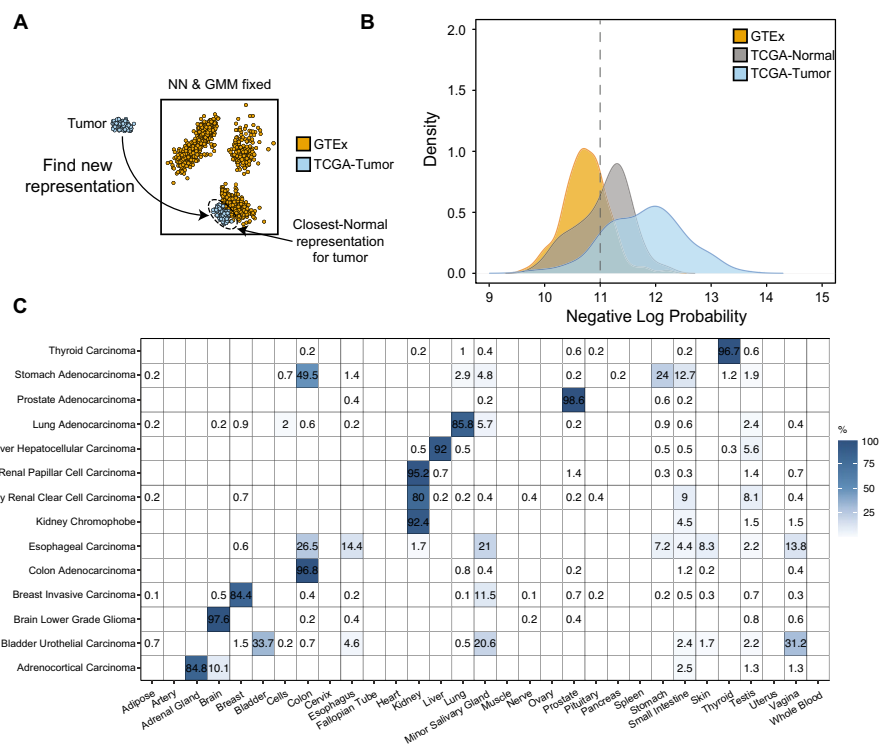 A
NN & GMM fixed
Tumor
Find new
representation
GTEx
TCGA-Tumor
Closest-Normal
representation
for tumor
B
2.0
1.5
1.0
0.5
0.0
Density
GTEx
TCGA-Normal
TCGA-Tumor
9 10 11 12 13 14 15
Negative Log Probability
C
Thyroid Carcinoma 0.2 0.2 1 0.4 0.6 0.2 0.2 96.7 0.6
Stomach Adenocarcinoma 0.2 0.7 49.5 1.4 2.9 4.8 0.2 0.2 24 12.7 1.2 1.9
Prostate Adenocarcinoma 0.4 0.2 98.6 0.6 0.2
Lung Adenocarcinoma 0.2 0.2 0.9 2 0.6 0.2 85.8 5.7 0.2 0.9 0.6 2.4 0.4
ver Hepatocellular Carcinoma 0.5 92 0.5 0.5 0.5 0.3 5.6
Renal Papillar Cell Carcinoma 95.2 0.7 1.4 0.3 0.3 1.4 0.7
y Renal Clear Cell Carcinoma 0.2 0.7 80 0.2 0.2 0.4 0.4 0.2 0.4 9 8.1 0.4
Kidney Chromophobe 92.4 4.5 1.5 1.5
Esophageal Carcinoma 0.6 26.5 14.4 1.7 21 7.2 4.4 8.3 2.2 13.8
Colon Adenocarcinoma 96.8 0.8 0.4 0.2 1.2 0.2 0.4
Breast Invasive Carcinoma 0.1 0.5 84.4 0.4 0.2 0.1 11.5 0.1 0.7 0.2 0.2 0.5 0.3 0.7 0.3
Brain Lower Grade Glioma 97.6 0.2 0.4 0.2 0.4 0.8 0.6
Bladder Urothelial Carcinoma 0.7 1.5 33.7 0.2 0.7 4.6 0.5 20.6 2.4 1.7 2.2 31.2
Adrenocortical Carcinoma 84.8 10.1 2.5 1.3 1.3
Adipose Artery Adrenal Gland Brain Breast Bladder Cells Colon Cervix Esophagus Fallopian Tube Heart Kidney Liver Lung Minor Salivary Gland Muscle Nerve Ovary Prostate Pituitary Pancreas Spleen Stomach Small Intestine Skin Thyroid Testis Uterus Vagina Whole Blood
%
100
75
50
25